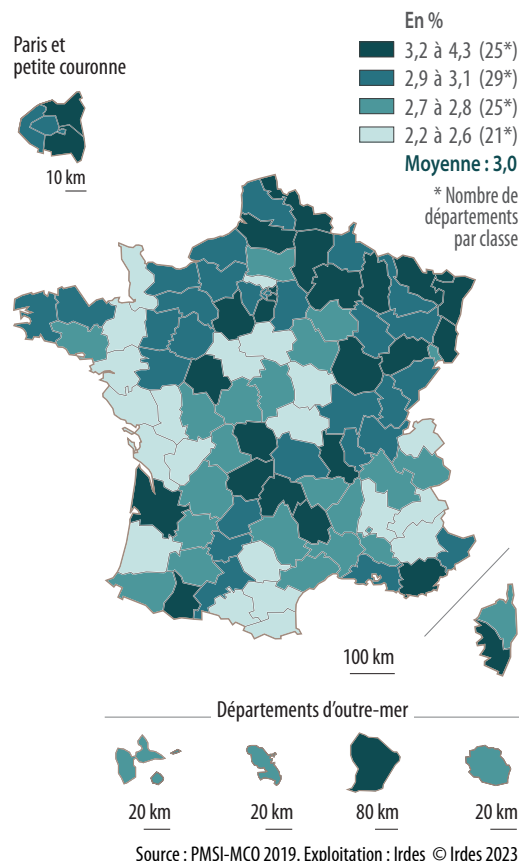 En %
Paris et
petite couronne
3,2 à 4,3 (25*)
2,9 à 3,1 (29*)
2,7 à 2,8 (25*)
2,2 à 2,6 (21*)
Moyenne : 3,0
* Nombre de
départements
par classe
10 km
100 km
Départements d'outre-mer
20 km
20 km
80 km
20 km
Source : PMSI-MCO 2019. Exploitation : Irdes © Irdes 2023